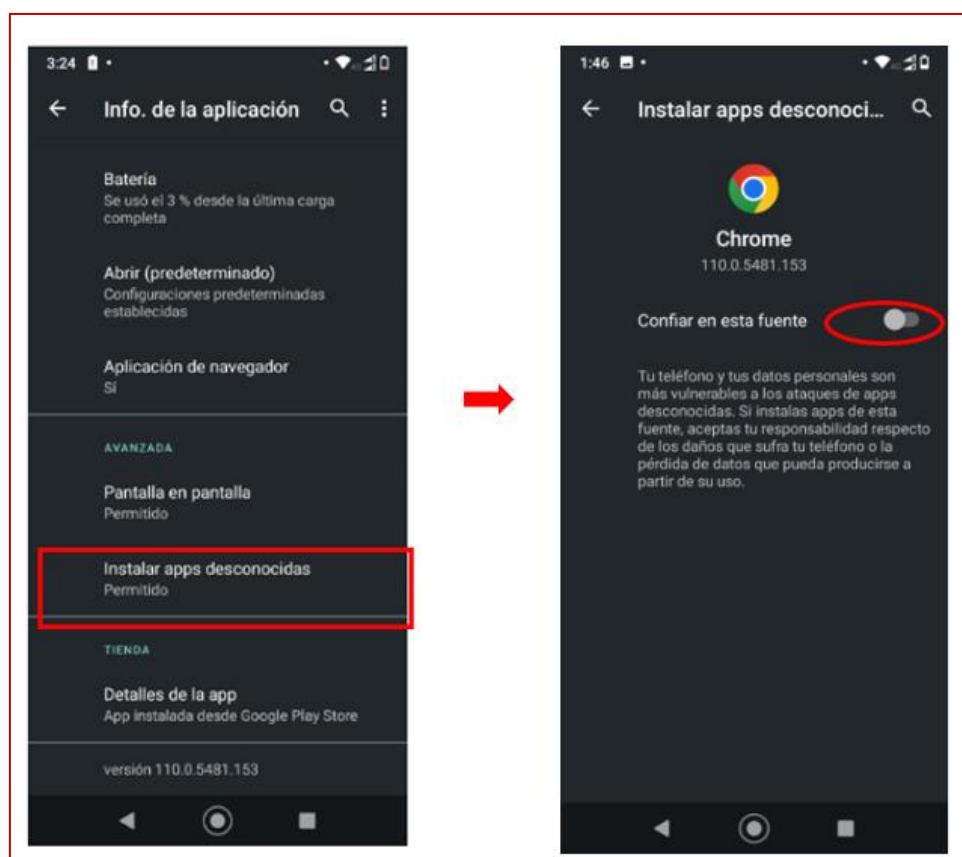 3:24
Info. de la aplicación
Batería
Se usó el 3 % desde la última carga
completa
Abrir (predeterminado)
Configuraciones predeterminadas
establecidas
Aplicación de navegador
Sí
AVANZADA
Pantalla en pantalla
Permitido
Instalar apps desconocidas
Permitido
TIENDA
Detalles de la app
App instalada desde Google Play Store
versión 110.0.5481.153
1:46
Instalar apps desconoci...
Chrome
110.0.5481.153
Confiar en esta fuente
Tu teléfono y tus datos personales son
más vulnerables a los ataques de apps
desconocidas. Si instalas apps de esta
fuente, aceptas tu responsabilidad respecto
de los daños que sufra tu teléfono o la
pérdida de datos que pueda producirse a
partir de su uso.